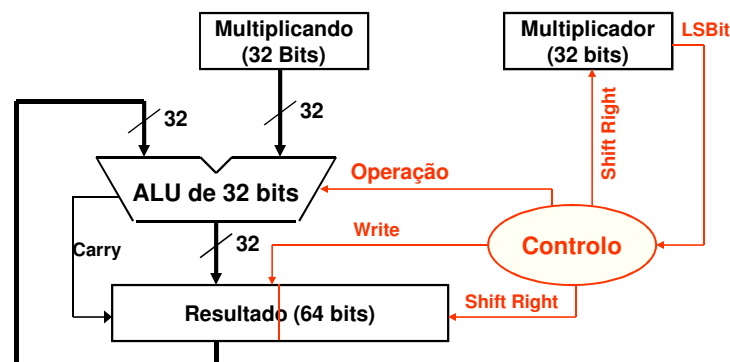 Multiplicando
(32 Bits)
Multiplicador
(32 bits)
LSBit
32
32
Shift Right
ALU de 32 bits
Operação
Carry
32
Write
Controlo
Resultado (64 bits)
Shift Right